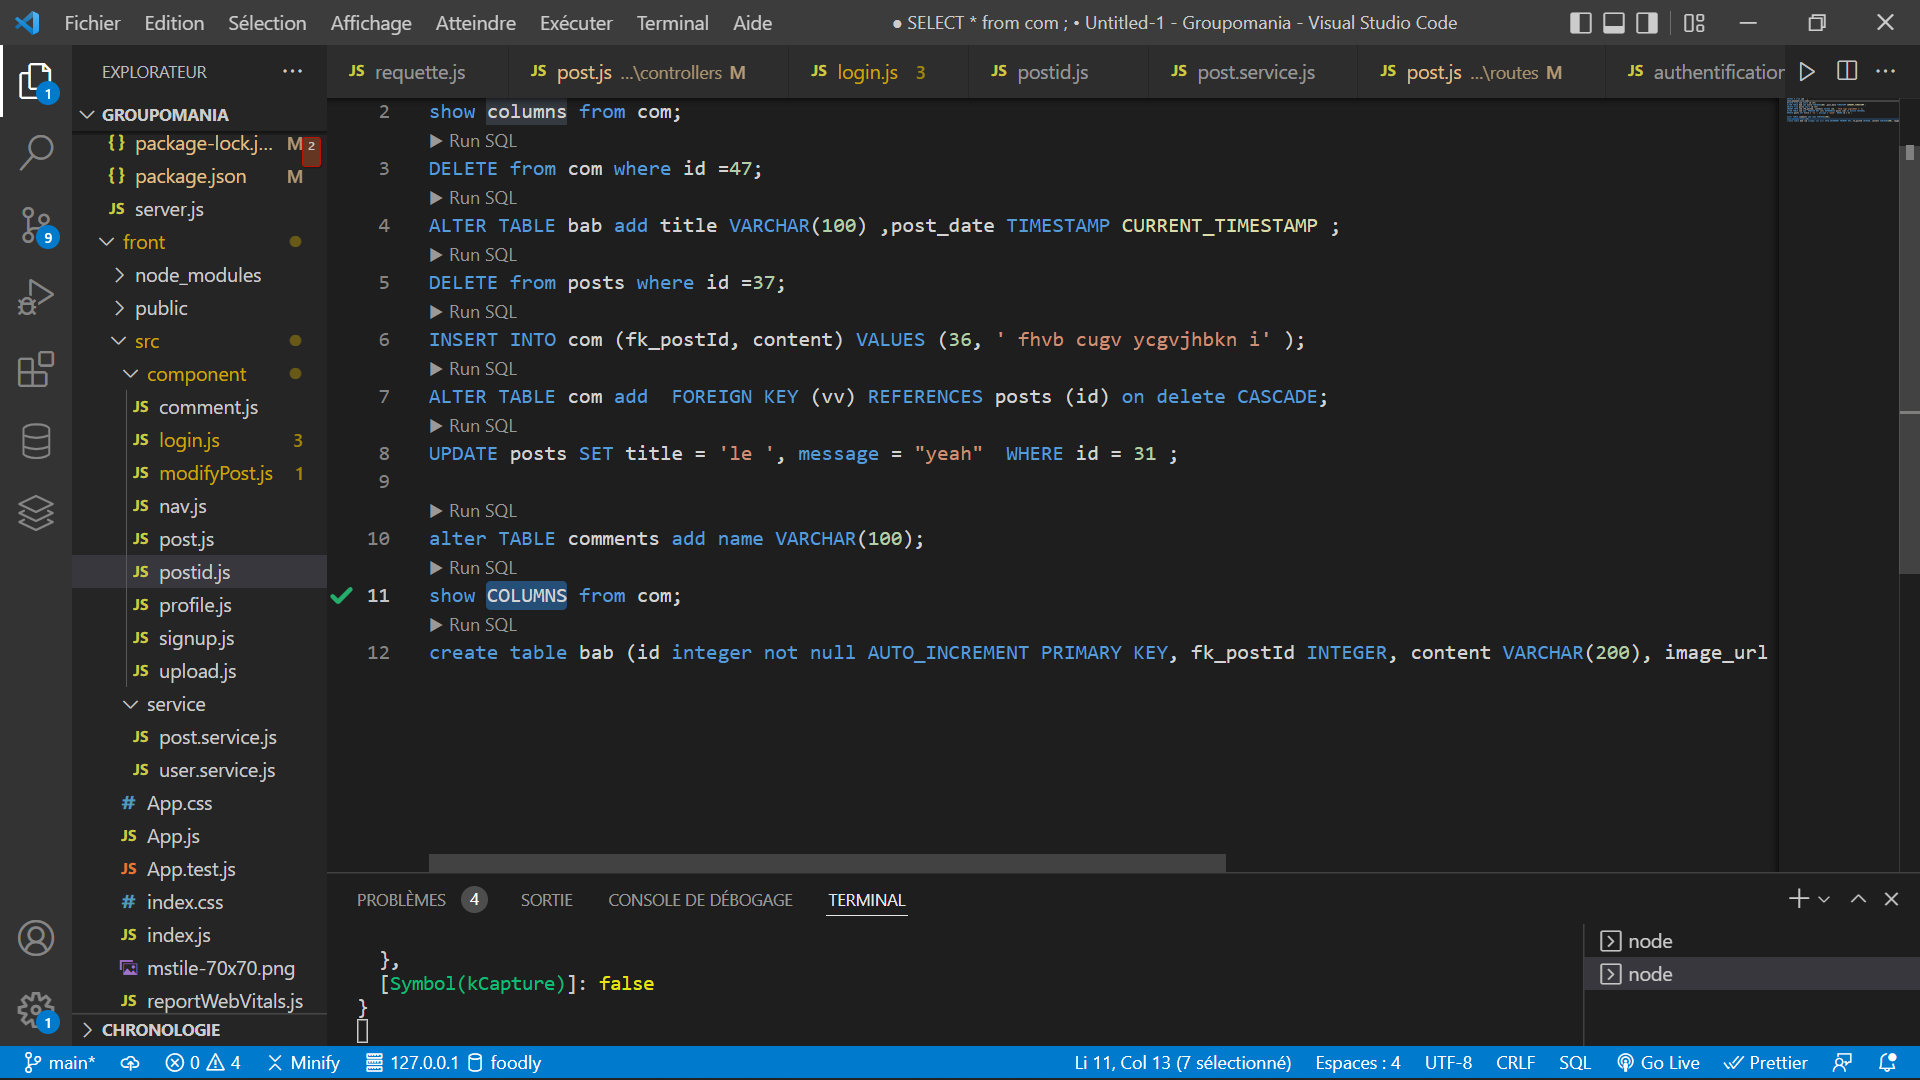 Fichier Edition Sélection Affichage Atteindre Exécuter Terminal Aide
● SELECT * from com ; • Untitled-1 - Groupomania - Visual Studio Code
EXPLORATEUR ···
GROUPOMANIA
{} package-lock.j... M 2
{} package.json M
JS server.js
front
node_modules
public
src
component
JS comment.js
JS login.js 3
JS modifyPost.js 1
JS nav.js
JS post.js
JS postid.js
JS profile.js
JS signup.js
JS upload.js
service
JS post.service.js
JS user.service.js
# App.css
JS App.js
JS App.test.js
# index.css
JS index.js
mstile-70x70.png
JS reportWebVitals.js
CHRONOLOGIE
1
9
1
JS requette.js JS post.js ...\controllers M JS login.js 3 JS postid.js JS post.service.js JS post.js ...\routes M JS authentification
2 show columns from com;
▶ Run SQL
3 DELETE from com where id =47;
▶ Run SQL
4 ALTER TABLE bab add title VARCHAR(100) ,post_date TIMESTAMP CURRENT_TIMESTAMP ;
▶ Run SQL
5 DELETE from posts where id =37;
▶ Run SQL
6 INSERT INTO com (fk_postId, content) VALUES (36, ' fhvb cugv ycgvjhbkn i' );
▶ Run SQL
7 ALTER TABLE com add  FOREIGN KEY (vv) REFERENCES posts (id) on delete CASCADE;
▶ Run SQL
8 UPDATE posts SET title = 'le ', message = "yeah"  WHERE id = 31 ;
9
▶ Run SQL
10 alter TABLE comments add name VARCHAR(100);
▶ Run SQL
11 show COLUMNS from com;
▶ Run SQL
12 create table bab (id integer not null AUTO_INCREMENT PRIMARY KEY, fk_postId INTEGER, content VARCHAR(200), image_url
PROBLÈMES 4 SORTIE CONSOLE DE DÉBOGAGE TERMINAL
},
[Symbol(kCapture)]: false
}
node
node
main* 0 4 Minify 127.0.0.1 foodly
Li 11, Col 13 (7 sélectionné) Espaces : 4 UTF-8 CRLF SQL Go Live Prettier